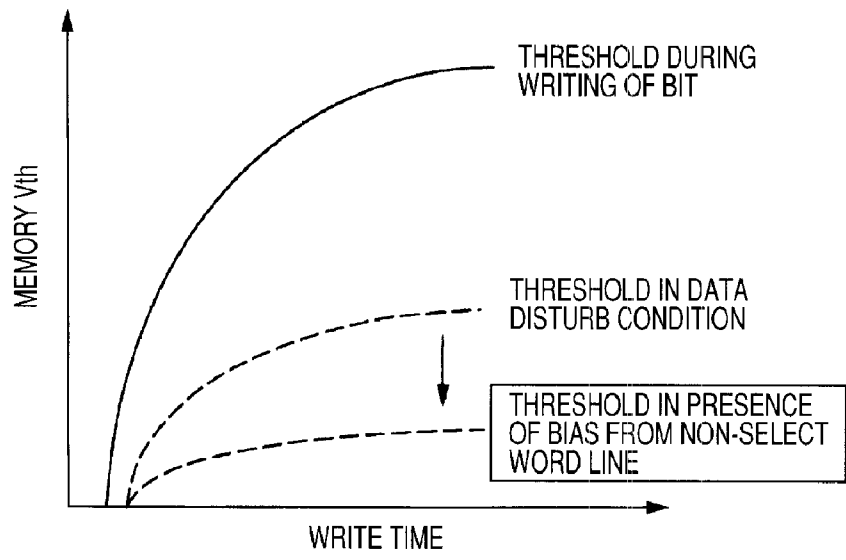 THRESHOLD DURING
WRITING OF BIT
MEMORY Vth
THRESHOLD IN DATA
DISTURB CONDITION
THRESHOLD IN PRESENCE
OF BIAS FROM NON-SELECT
WORD LINE
WRITE TIME